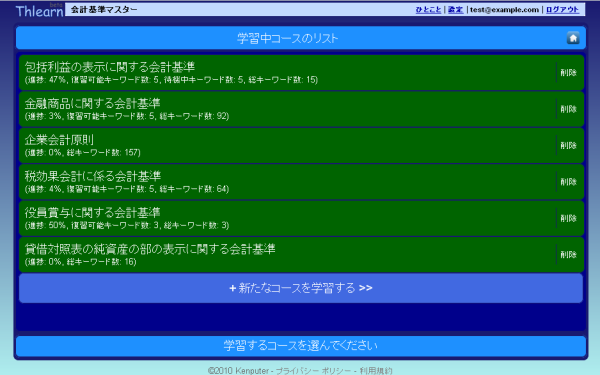 Thlearn beta 会計基準マスター ひとこと | 設定 | test@example.com | ログアウト
学習中コースのリスト
包括利益の表示に関する会計基準
(進捗: 47%, 復習可能キーワード数: 5, 待機中キーワード数: 5, 総キーワード数: 15)
削除
金融商品に関する会計基準
(進捗: 3%, 復習可能キーワード数: 5, 総キーワード数: 92)
削除
企業会計原則
(進捗: 0%, 総キーワード数: 157)
削除
税効果会計に係る会計基準
(進捗: 4%, 復習可能キーワード数: 5, 総キーワード数: 64)
削除
役員賞与に関する会計基準
(進捗: 50%, 復習可能キーワード数: 3, 総キーワード数: 3)
削除
貸借対照表の純資産の部の表示に関する会計基準
(進捗: 0%, 総キーワード数: 16)
削除
+ 新たなコースを学習する >>
学習するコースを選んでください
©2010 Kenputer - プライバシー ポリシー - 利用規約